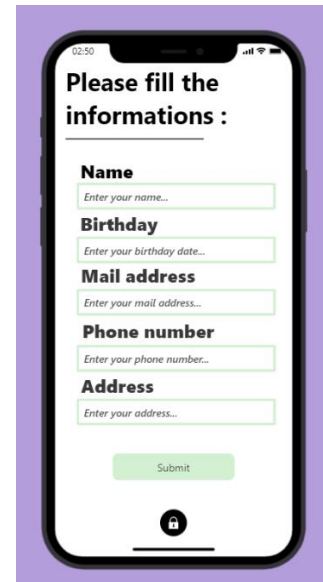 02:50
Please fill the
informations :
Name
Enter your name...
Birthday
Enter your birthday date...
Mail address
Enter your mail address...
Phone number
Enter your phone number...
Address
Enter your address...
Submit